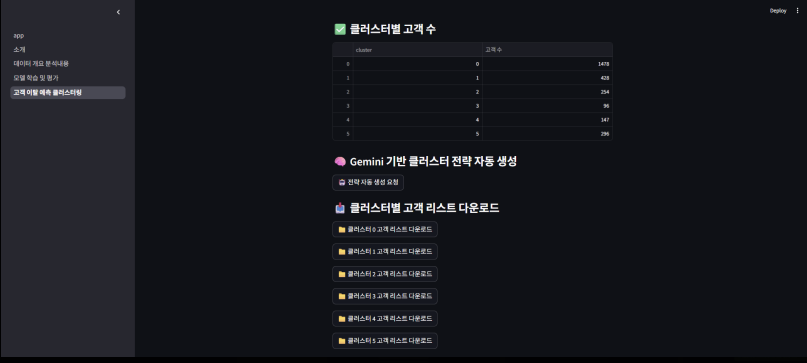 Deploy
app
소개
데이터 개요 분석내용
모델 학습 및 평가
고객 이탈 예측 클러스터링
클러스터별 고객 수
cluster 고객 수
0 0 1478
1 1 428
2 2 254
3 3 96
4 4 147
5 5 296
Gemini 기반 클러스터 전략 자동 생성
전략 자동 생성 요청
클러스터별 고객 리스트 다운로드
클러스터 0 고객 리스트 다운로드
클러스터 1 고객 리스트 다운로드
클러스터 2 고객 리스트 다운로드
클러스터 3 고객 리스트 다운로드
클러스터 4 고객 리스트 다운로드
클러스터 5 고객 리스트 다운로드